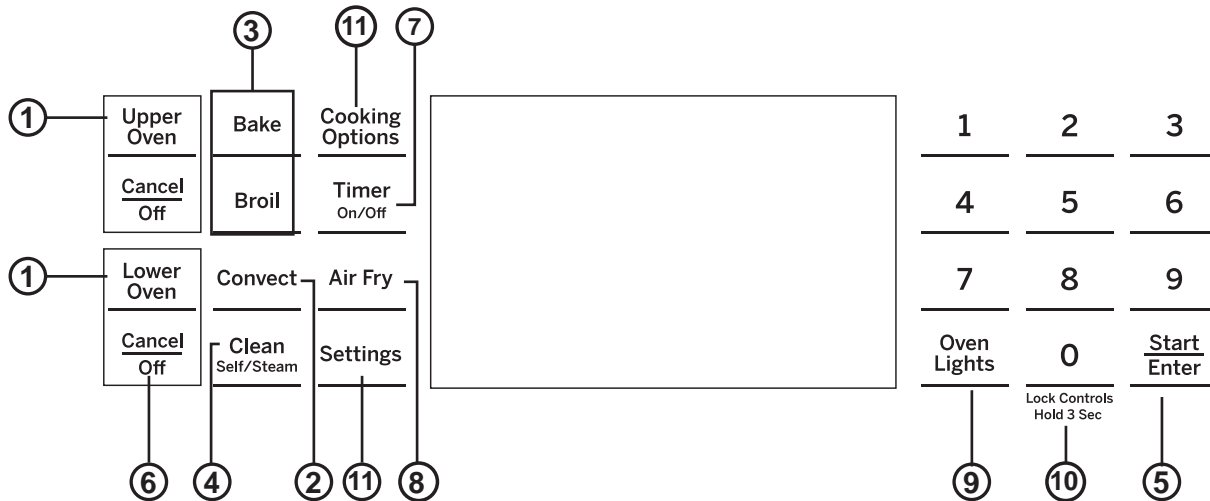 3
11
7
1
Upper
Oven
Bake
Cooking
Options
1
2
3
Cancel
Off
Broil
Timer
On/Off
4
5
6
1
Lower
Oven
Convect
Air Fry
7
8
9
Cancel
Off
Clean
Self/Steam
Settings
Oven
Lights
0
Start
Enter
Lock Controls
Hold 3 Sec
6
4
2
11
8
9
10
5